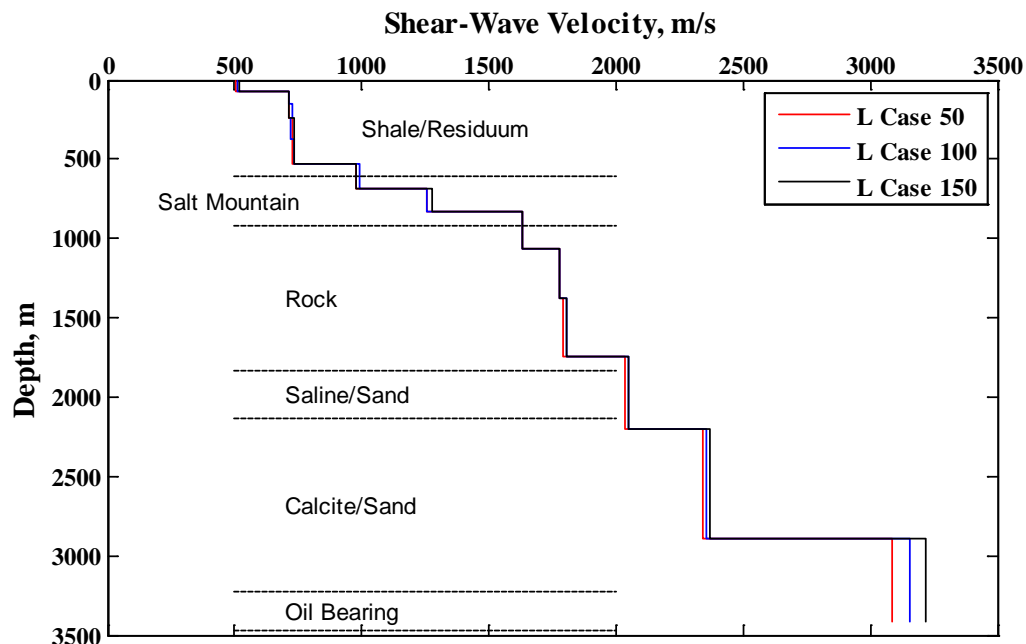 Shear-Wave Velocity, m/s
0 500 1000 1500 2000 2500 3000 3500
0
500
1000
1500
2000
2500
3000
3500
Depth, m
L Case 50
L Case 100
L Case 150
Shale/Residuum
Salt Mountain
Rock
Saline/Sand
Calcite/Sand
Oil Bearing